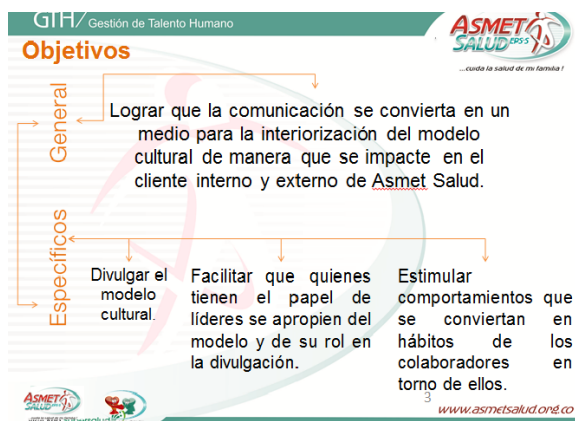 GTH/ Gestión de Talento Humano
ASMET
SALUD EPS-S
...cuida la salud de mi familia !
Objetivos
General
Lograr que la comunicación se convierta en un
medio para la interiorización del modelo
cultural de manera que se impacte en el
cliente interno y externo de Asmet Salud.
Específicos
Divulgar el
modelo
cultural.
Facilitar que quienes
tienen el papel de
líderes se apropien del
modelo y de su rol en
la divulgación.
Estimular
comportamientos que
se conviertan en
hábitos de los
colaboradores en
torno de ellos.
3
ASMET
SALUD
www.asmetsalud.org.co